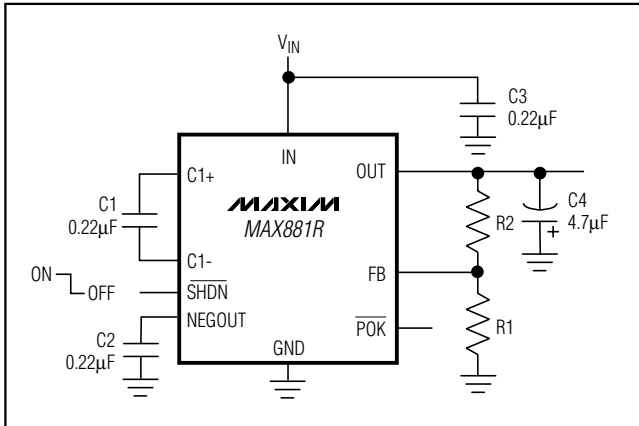 VIN
C3
0.22µF
IN
OUT
C1+
C1
0.22µF
MAXIM
MAX881R
R2
C4
4.7µF
+
C1-
FB
ON
OFF
SHDN
NEGOUT
R1
POK
C2
0.22µF
GND